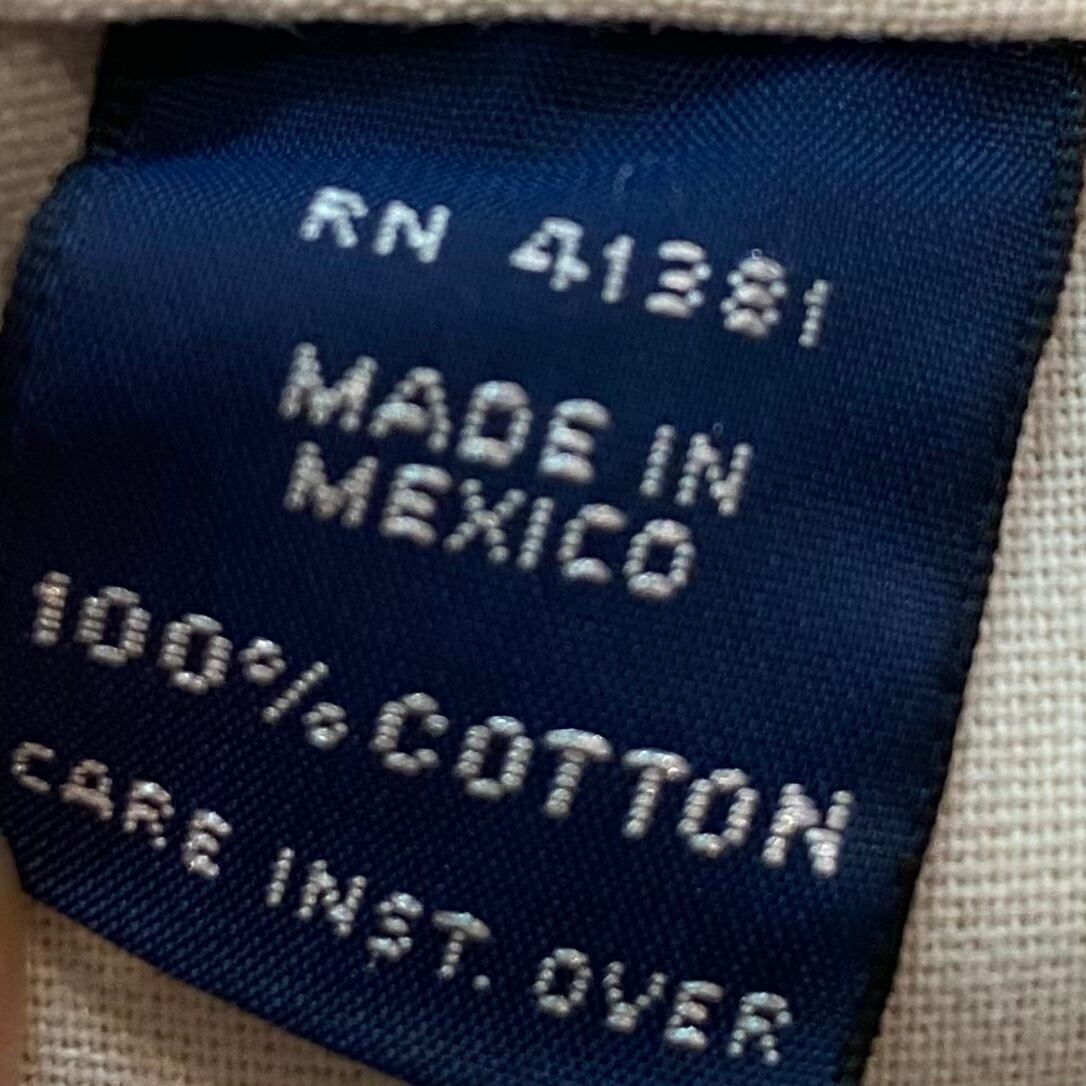 RN 41381
MADE IN
MEXICO
100% COTTON
CARE INST. OVER